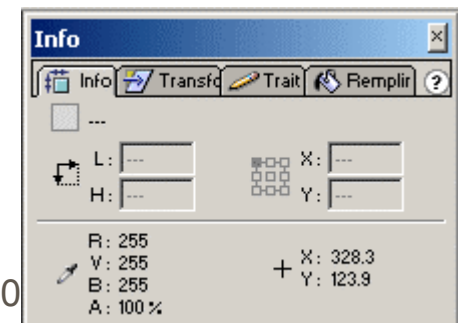 Info
Info Transfo Trait Remplir ?
---
L: --- X: ---
H: --- Y: ---
R: 255
V: 255 X: 328.3
B: 255 Y: 123.9
A: 100 %
0